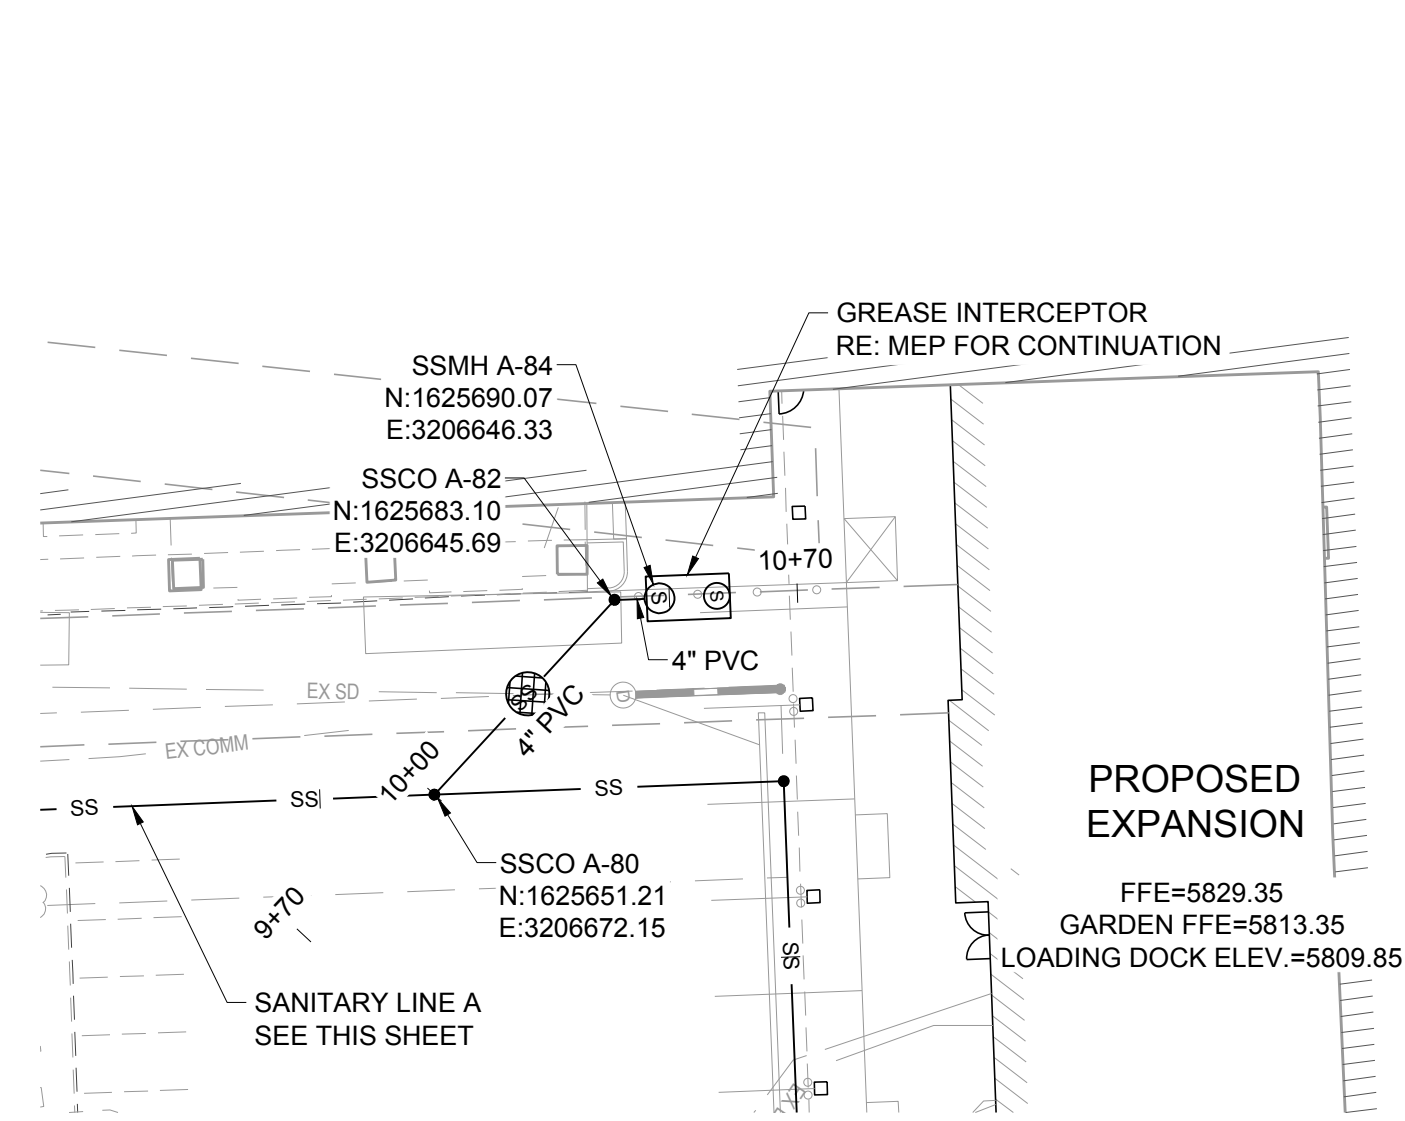 GREASE INTERCEPTOR
RE: MEP FOR CONTINUATION
SSMH A-84
N:1625690.07
E:3206646.33
SSCO A-82
N:1625683.10
E:3206645.69
10+70
S
S
4" PVC
EX SD
SS
D
4" PVC
EX COMM
10+00
SS
SS
SS
PROPOSED
EXPANSION
SSCO A-80
N:1625651.21
E:3206672.15
FFE=5829.35
GARDEN FFE=5813.35
LOADING DOCK ELEV.=5809.85
9+70
SS
SANITARY LINE A
SEE THIS SHEET